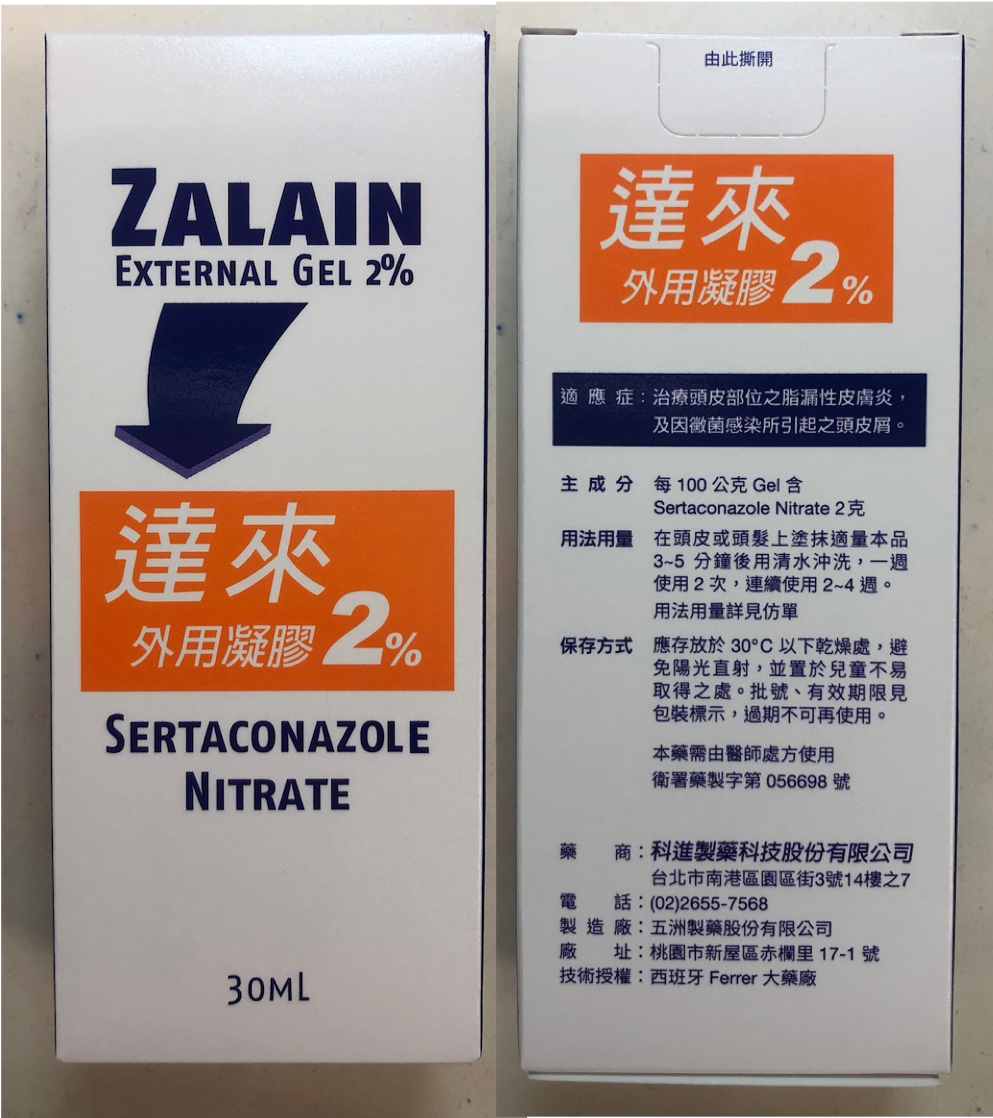 ZALAIN
EXTERNAL GEL 2%
達來
外用凝膠 2%
SERTACONAZOLE
NITRATE
30ML
由此撕開
達來
外用凝膠 2%
適應症：治療頭皮部位之脂漏性皮膚炎，
及因黴菌感染所引起之頭皮屑。
主成分 每 100 公克 Gel 含
Sertaconazole Nitrate 2克
用法用量 在頭皮或頭髮上塗抹適量本品
3~5 分鐘後用清水沖洗，一週
使用 2 次，連續使用 2~4 週。
用法用量詳見仿單
保存方式 應存放於 30°C 以下乾燥處，避
免陽光直射，並置於兒童不易
取得之處。批號、有效期限見
包裝標示，過期不可再使用。
本藥需由醫師處方使用
衛署藥製字第 056698 號
藥商：科進製藥科技股份有限公司
台北市南港區園區街3號14樓之7
電話：(02)2655-7568
製造廠：五洲製藥股份有限公司
廠址：桃園市新屋區赤欄里 17-1 號
技術授權：西班牙 Ferrer 大藥廠